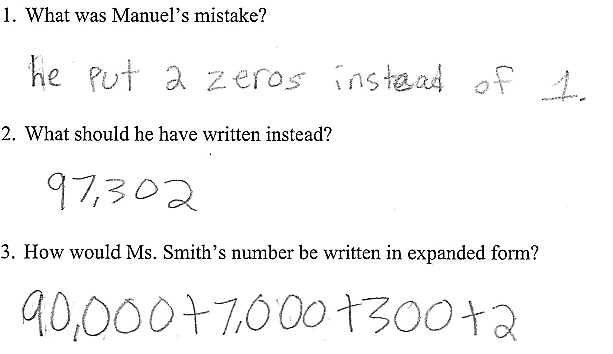 1. What was Manuel's mistake?
he put 2 zeros instead of 1.
2. What should he have written instead?
97,302
3. How would Ms. Smith's number be written in expanded form?
90,000+7,000+300+2